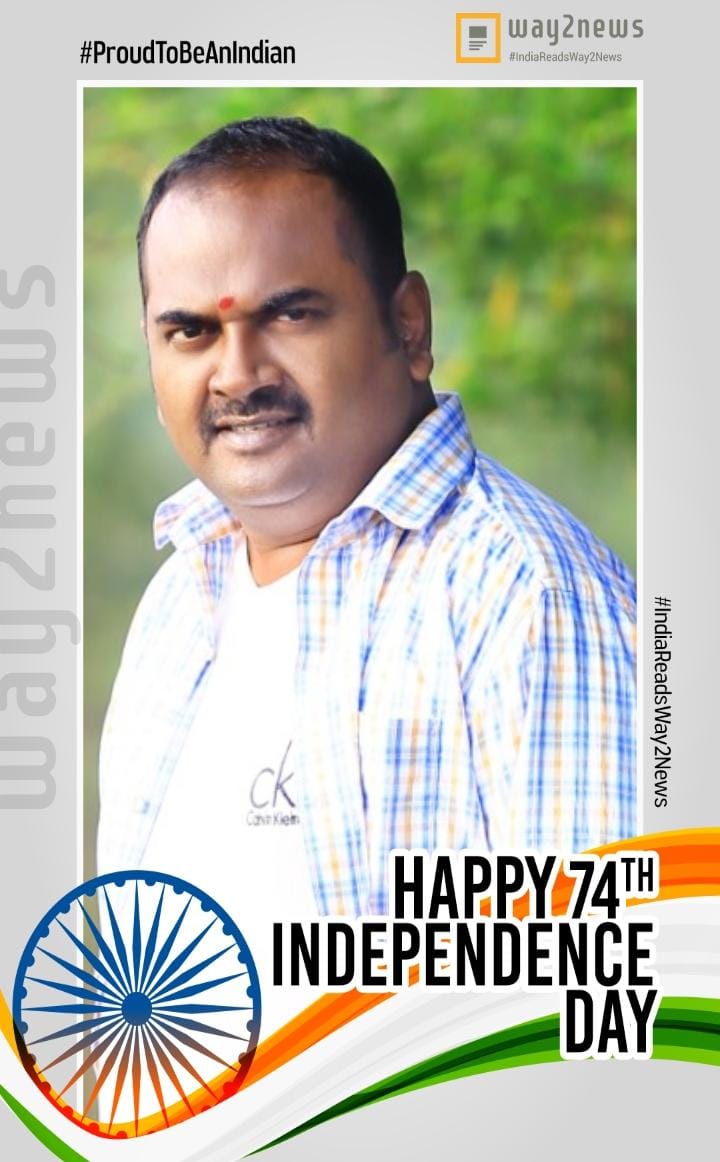 #ProudToBeAnIndian
way2news
#IndiaReadsWay2News
way2news
#IndiaReadsWay2News
ck
Calvin Klein
HAPPY 74TH
INDEPENDENCE
DAY